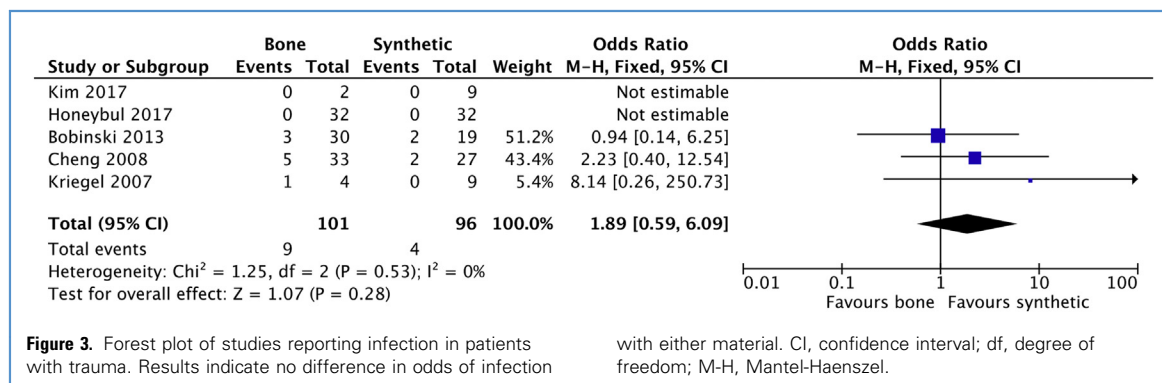 Bone Synthetic Odds Ratio Odds Ratio
Study or Subgroup Events Total Events Total Weight M-H, Fixed, 95% CI M-H, Fixed, 95% CI
Kim 2017 0 2 0 9 Not estimable
Honeybul 2017 0 32 0 32 Not estimable
Bobinski 2013 3 30 2 19 51.2% 0.94 [0.14, 6.25]
Cheng 2008 5 33 2 27 43.4% 2.23 [0.40, 12.54]
Kriegel 2007 1 4 0 9 5.4% 8.14 [0.26, 250.73]
Total (95% CI) 101 96 100.0% 1.89 [0.59, 6.09]
Total events 9 4
Heterogeneity: Chi² = 1.25, df = 2 (P = 0.53); I² = 0%
Test for overall effect: Z = 1.07 (P = 0.28)
0.01 0.1 1 10 100
Favours bone Favours synthetic
Figure 3. Forest plot of studies reporting infection in patients
with trauma. Results indicate no difference in odds of infection
with either material. CI, confidence interval; df, degree of
freedom; M-H, Mantel-Haenszel.